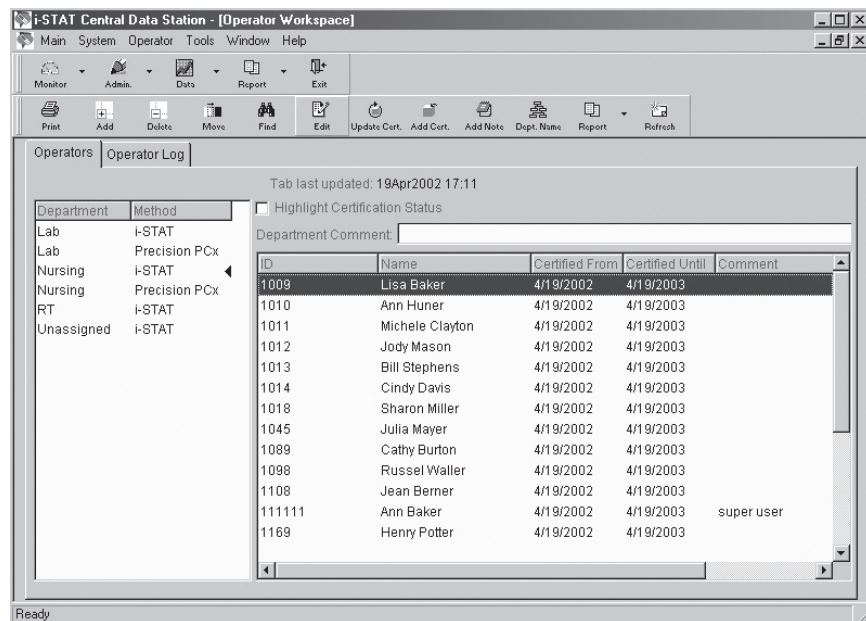 i-STAT Central Data Station - [Operator Workspace]
Main System Operator Tools Window Help
Monitor Admin. Data Report Exit
Print Add Delete Move Find Edit Update Cert. Add Cert. Add Note Dept. Name Report Refresh
Operators Operator Log
Tab last updated: 19Apr2002 17:11
Highlight Certification Status
Department Comment:
Department Method
Lab i-STAT
Lab Precision PCx
Nursing i-STAT
Nursing Precision PCx
RT i-STAT
Unassigned i-STAT
ID Name Certified From Certified Until Comment
1009 Lisa Baker 4/19/2002 4/19/2003
1010 Ann Huner 4/19/2002 4/19/2003
1011 Michele Clayton 4/19/2002 4/19/2003
1012 Jody Mason 4/19/2002 4/19/2003
1013 Bill Stephens 4/19/2002 4/19/2003
1014 Cindy Davis 4/19/2002 4/19/2003
1018 Sharon Miller 4/19/2002 4/19/2003
1045 Julia Mayer 4/19/2002 4/19/2003
1089 Cathy Burton 4/19/2002 4/19/2003
1098 Russel Waller 4/19/2002 4/19/2003
1108 Jean Berner 4/19/2002 4/19/2003
111111 Ann Baker 4/19/2002 4/19/2003 super user
1169 Henry Potter 4/19/2002 4/19/2003
Ready